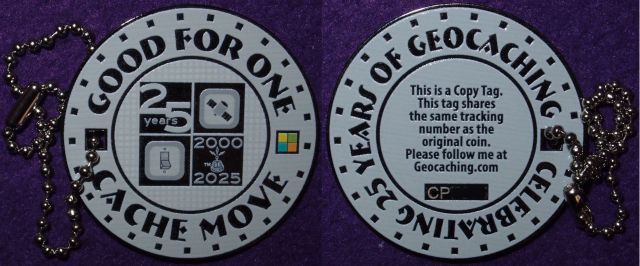 GOOD FOR ONE
25
years
2000
TM
2025
CACHE MOVE
CELEBRATING 25 YEARS OF GEOCACHING
This is a Copy Tag.
This tag shares
the same tracking
number as the
original coin.
Please follow me at
Geocaching.com
CP